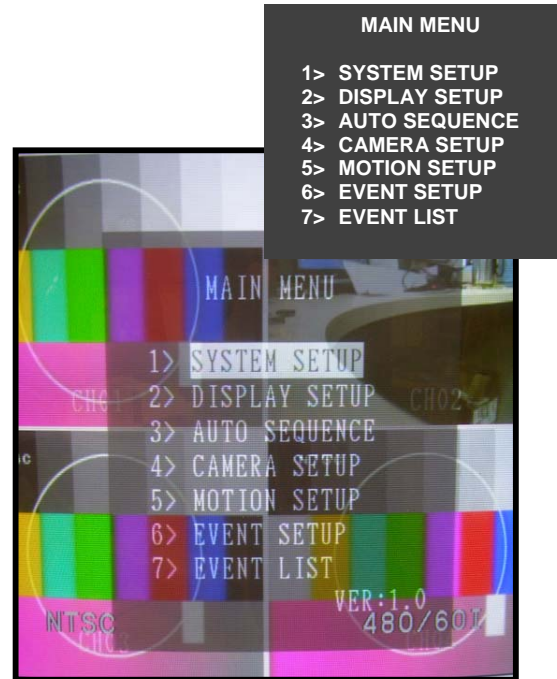 MAIN MENU
1> SYSTEM SETUP
2> DISPLAY SETUP
3> AUTO SEQUENCE
4> CAMERA SETUP
5> MOTION SETUP
6> EVENT SETUP
7> EVENT LIST
MAIN MENU
1> SYSTEM SETUP
2> DISPLAY SETUP
CH01
CH02
3> AUTO SEQUENCE
4> CAMERA SETUP
5> MOTION SETUP
6> EVENT SETUP
7> EVENT LIST
VER:1.0
NTSC
480/60I
CH03